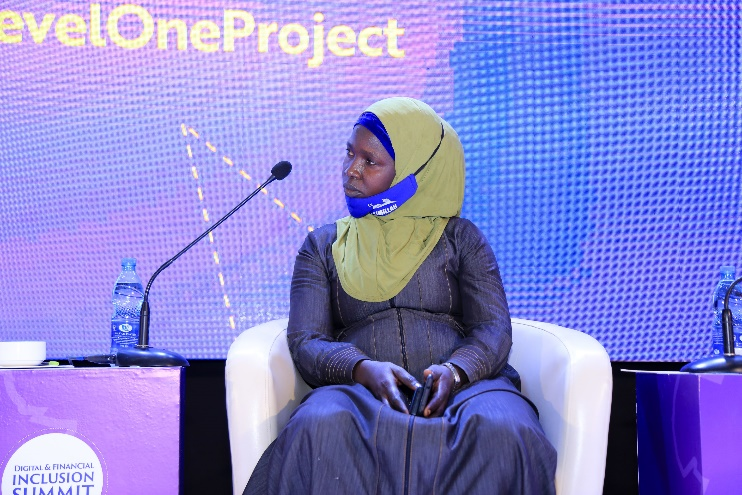 evelOneProject
DIGITAL & FINANCIAL
INCLUSION
SUMMIT